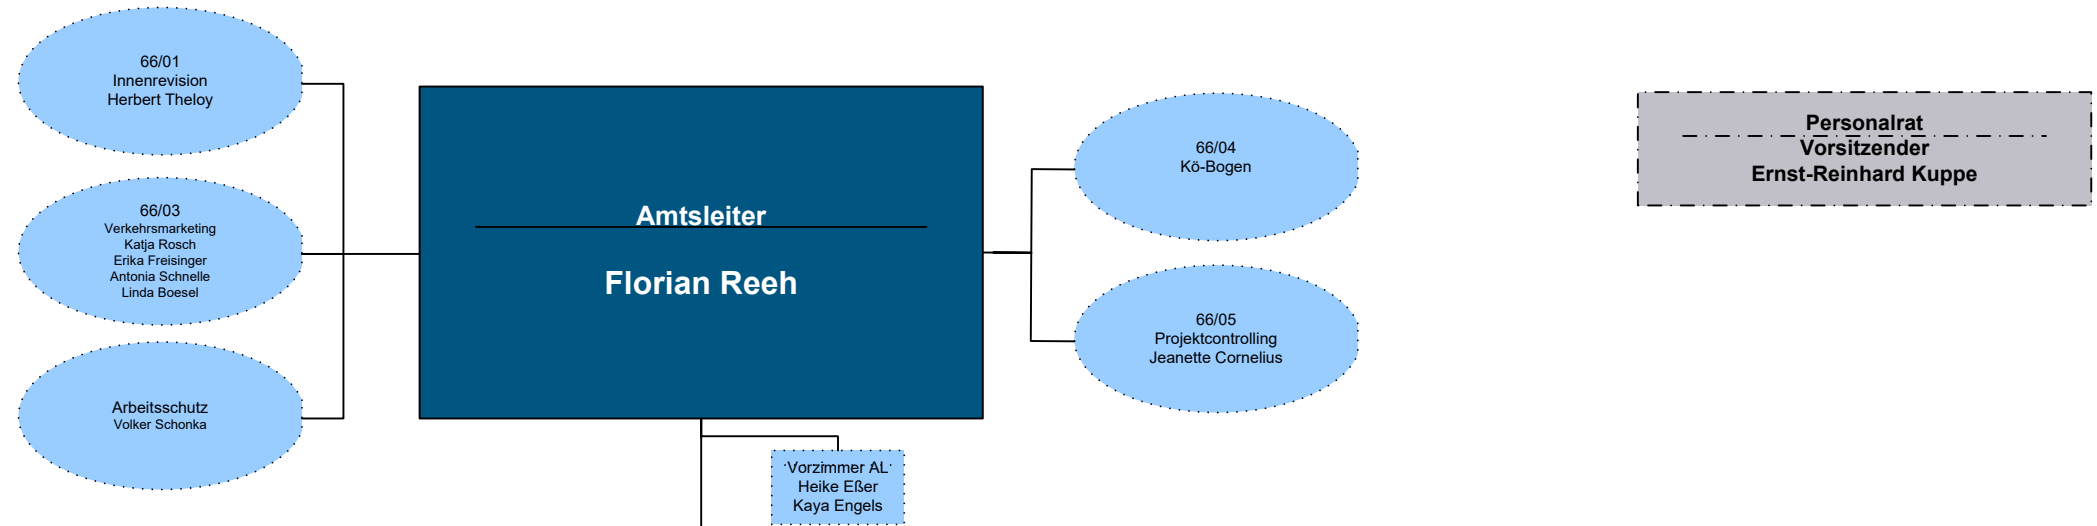 66/01
Innenrevision
Herbert Theloy
66/03
Verkehrsmarketing
Katja Rosch
Erika Freisinger
Antonia Schnelle
Linda Boesel
Arbeitsschutz
Volker Schonka
Amtsleiter
Florian Reeh
Vorzimmer AL
Heike Eßer
Kaya Engels
66/04
Kö-Bogen
66/05
Projektcontrolling
Jeanette Cornelius
Personalrat
Vorsitzender
Ernst-Reinhard Kuppe